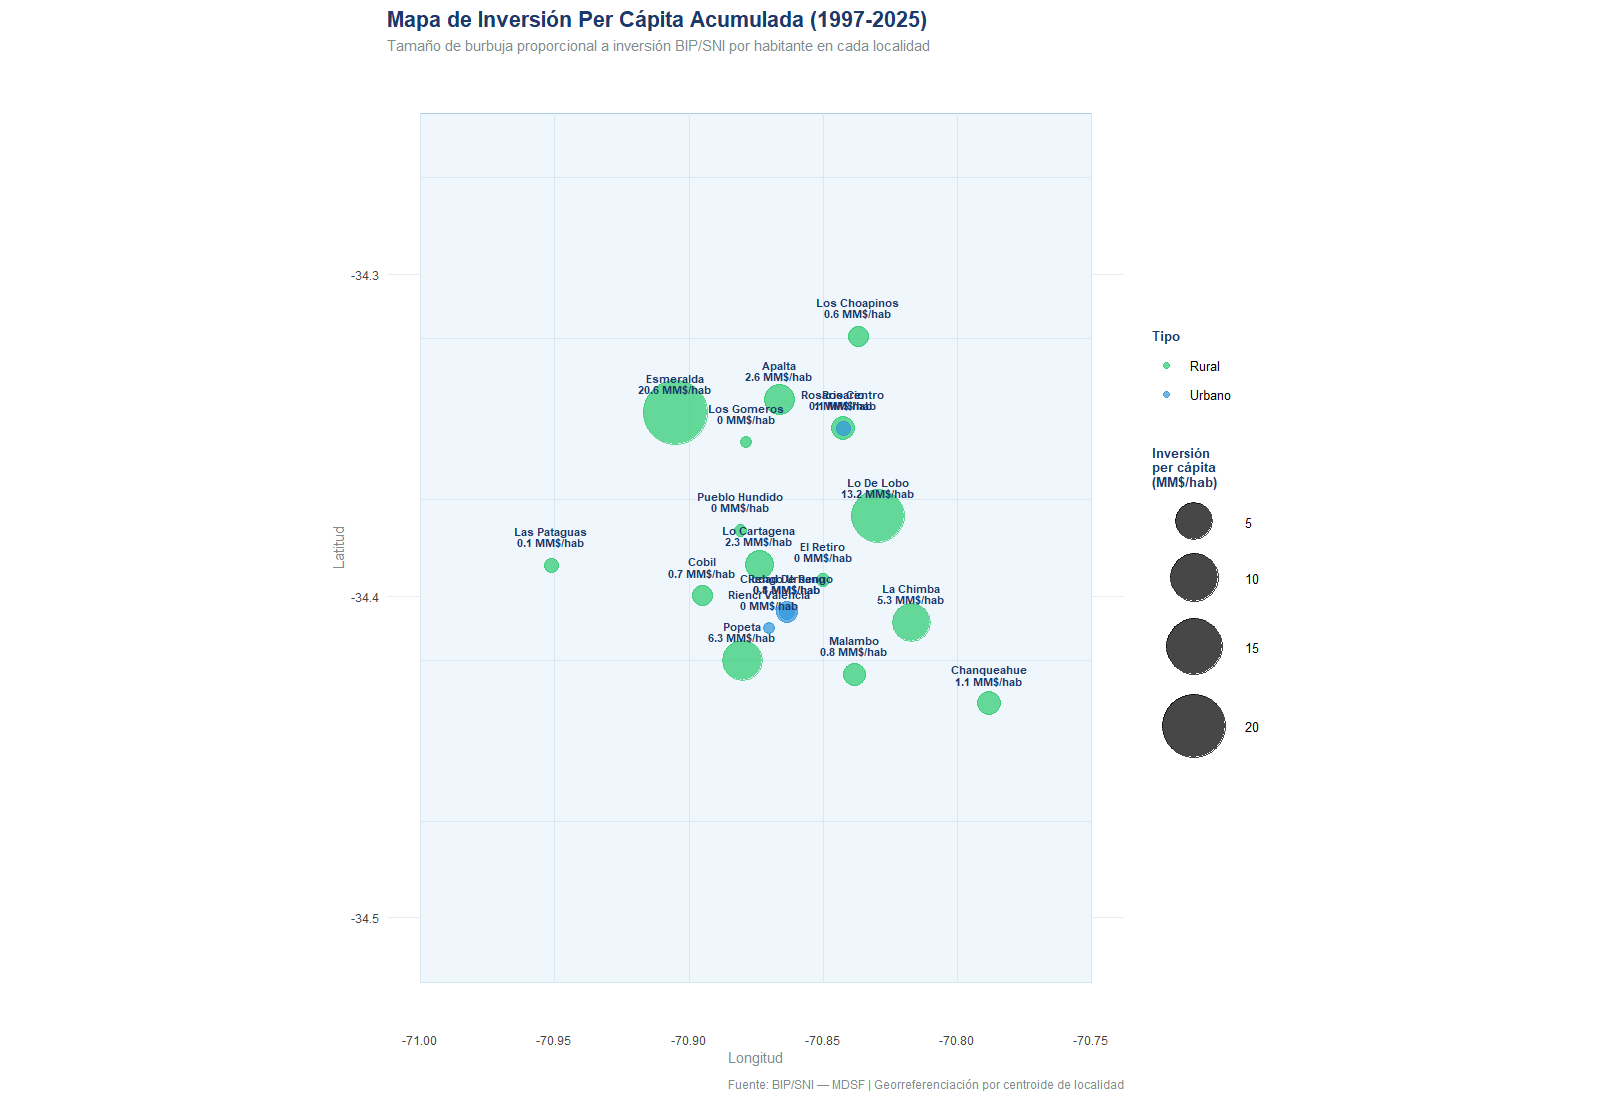 Mapa de Inversión Per Cápita Acumulada (1997-2025)
Tamaño de burbuja proporcional a inversión BIP/SNI por habitante en cada localidad
Latitud
-34.3
-34.4
-34.5
Los Choapinos
0.6 MM$/hab
Apalta
2.6 MM$/hab
Esmeralda
20.6 MM$/hab
Los Gomeros
0 MM$/hab
Lo De Lobo
13.2 MM$/hab
Pueblo Hundido
0 MM$/hab
Las Pataguas
0.1 MM$/hab
Lo Cartagena
2.3 MM$/hab
El Retiro
0 MM$/hab
Cobil
0.7 MM$/hab
Rienci Valencia
0 MM$/hab
La Chimba
5.3 MM$/hab
Popeta
6.3 MM$/hab
Malambo
0.8 MM$/hab
Chanqueahue
1.1 MM$/hab
-71.00
-70.95
-70.90
-70.85
-70.80
-70.75
Longitud
Tipo
Rural
Urbano
Inversión
per cápita
(MM$/hab)
5
10
15
20
Fuente: BIP/SNI — MDSF | Georreferenciación por centroide de localidad